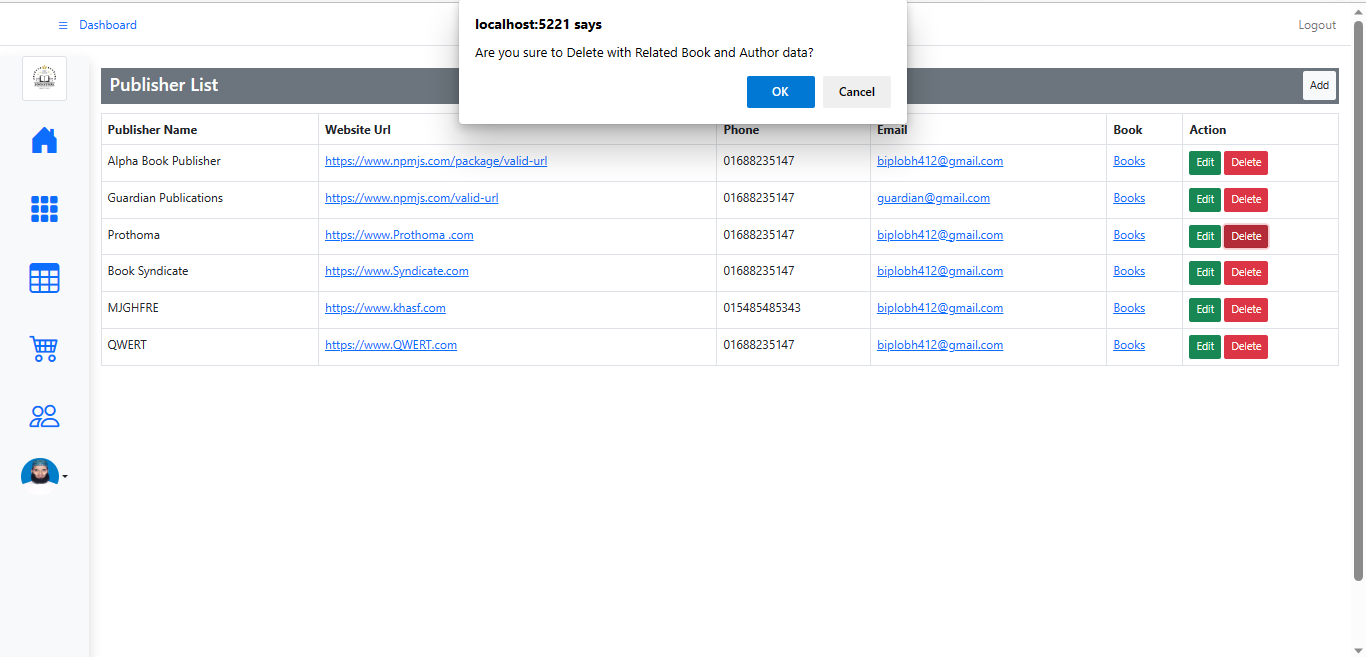 localhost:5221 says
Are you sure to Delete with Related Book and Author data?
OK Cancel
Dashboard Logout
Publisher List Add
Publisher Name Website Url Phone Email Book Action
Alpha Book Publisher https://www.npmjs.com/package/valid-url 01688235147 biplobh412@gmail.com Books Edit Delete
Guardian Publications https://www.npmjs.com/valid-url 01688235147 guardian@gmail.com Books Edit Delete
Prothoma https://www.Prothoma .com 01688235147 biplobh412@gmail.com Books Edit Delete
Book Syndicate https://www.Syndicate.com 01688235147 biplobh412@gmail.com Books Edit Delete
MJGHFRE https://www.khasf.com 015485485343 biplobh412@gmail.com Books Edit Delete
QWERT https://www.QWERT.com 01688235147 biplobh412@gmail.com Books Edit Delete